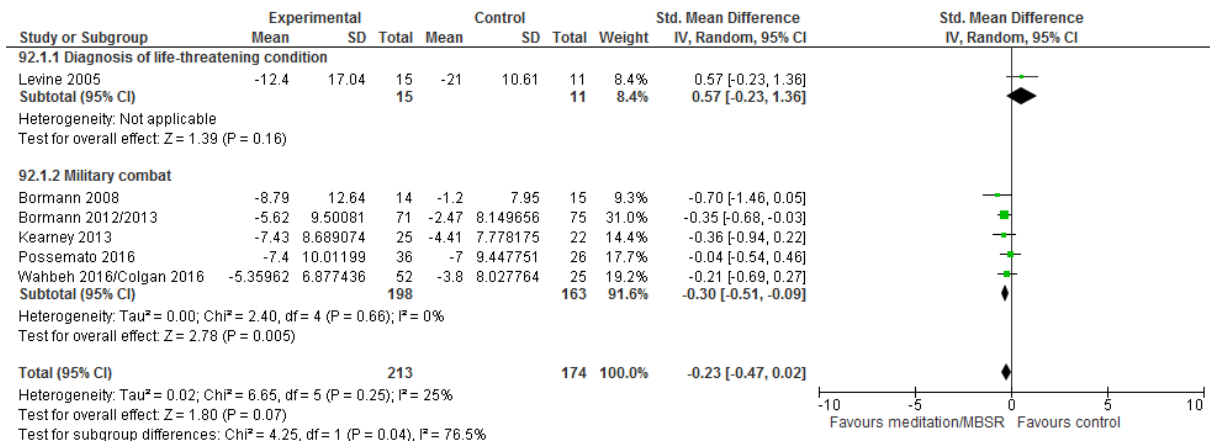 Experimental Control Std. Mean Difference Std. Mean Difference
Study or Subgroup Mean SD Total Mean SD Total Weight IV, Random, 95% CI IV, Random, 95% CI
92.1.1 Diagnosis of life-threatening condition
Levine 2005 -12.4 17.04 15 -21 10.61 11 8.4% 0.57 [-0.23, 1.36]
Subtotal (95% CI) 15 11 8.4% 0.57 [-0.23, 1.36]
Heterogeneity: Not applicable
Test for overall effect: Z = 1.39 (P = 0.16)
92.1.2 Military combat
Bormann 2008 -8.79 12.64 14 -1.2 7.95 15 9.3% -0.70 [-1.46, 0.05]
Bormann 2012/2013 -5.62 9.50081 71 -2.47 8.149656 75 31.0% -0.35 [-0.68, -0.03]
Kearney 2013 -7.43 8.689074 25 -4.41 7.778175 22 14.4% -0.36 [-0.94, 0.22]
Possemato 2016 -7.4 10.01199 36 -7 9.447751 26 17.7% -0.04 [-0.54, 0.46]
Wahbeh 2016/Colgan 2016 -5.35962 6.877436 52 -3.8 8.027764 25 19.2% -0.21 [-0.69, 0.27]
Subtotal (95% CI) 198 163 91.6% -0.30 [-0.51, -0.09]
Heterogeneity: Tau² = 0.00; Chi² = 2.40, df = 4 (P = 0.66); I² = 0%
Test for overall effect: Z = 2.78 (P = 0.005)
Total (95% CI) 213 174 100.0% -0.23 [-0.47, 0.02]
Heterogeneity: Tau² = 0.02; Chi² = 6.65, df = 5 (P = 0.25); I² = 25%
Test for overall effect: Z = 1.80 (P = 0.07)
Test for subgroup differences: Chi² = 4.25, df = 1 (P = 0.04), I² = 76.5%
-10 -5 0 5 10
Favours meditation/MBSR Favours control